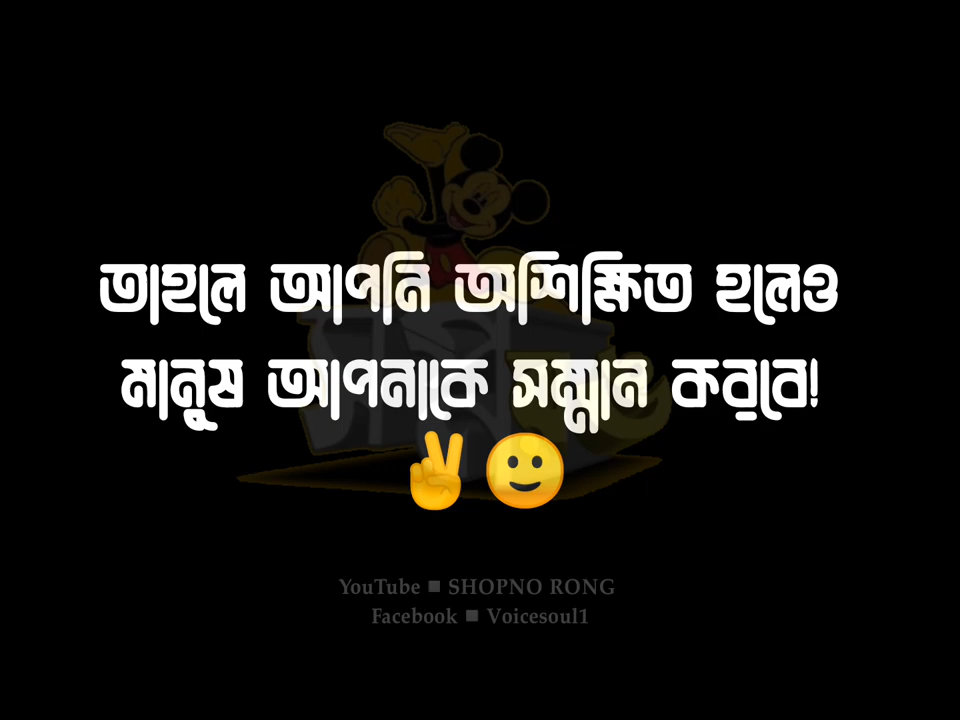 তাহলে আপনি অশিক্ষিত হলেও
মানুষ আপনাকে সম্মান করবে!
✌️🙂
YouTube ■ SHOPNO RONG
Facebook ■ Voicesoul1